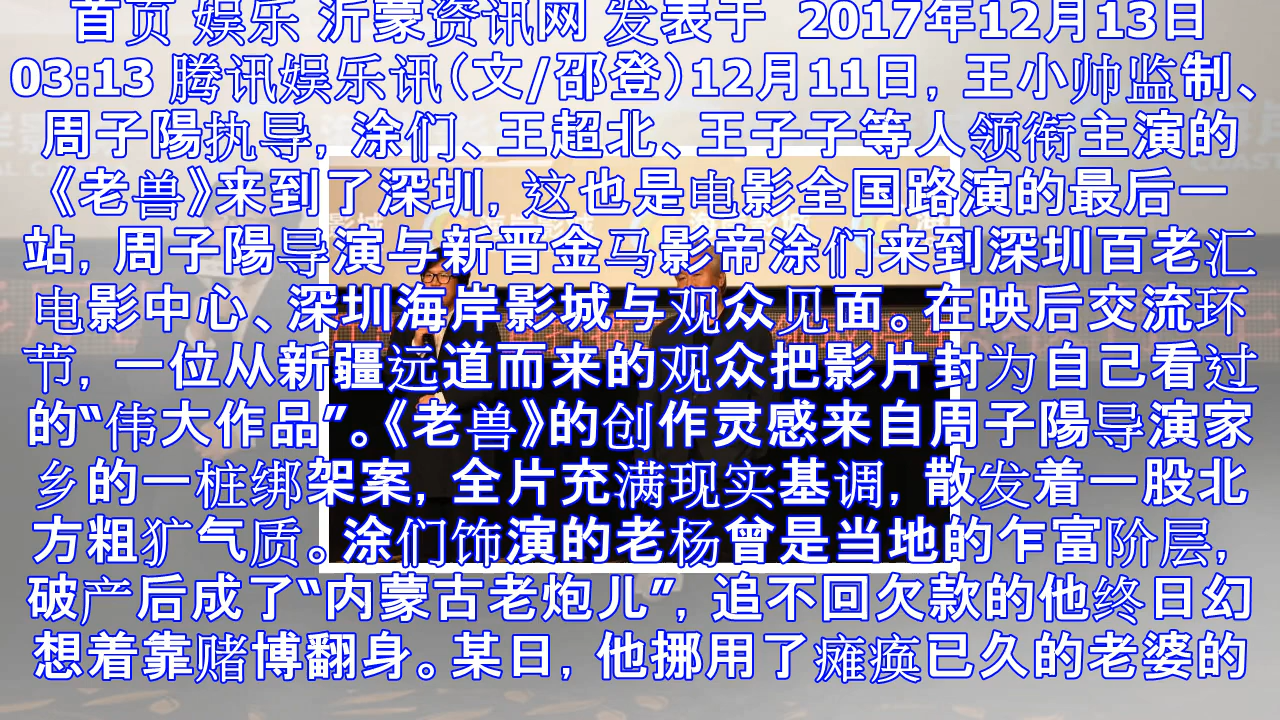 首页 娱乐 沂蒙资讯网 发表于 2017年12月13日
03:13 腾讯娱乐讯(文/邵登)12月11日, 王小帅监制、
周子陽执导, 涂们、王超北、王子子等人领衔主演的
《老兽》来到了深圳, 这也是电影全国路演的最后一
站, 周子陽导演与新晋金马影帝涂们来到深圳百老汇
电影中心、深圳海岸影城与观众见面。在映后交流环
节, 一位从新疆远道而来的观众把影片封为自己看过
的“伟大作品”。《老兽》的创作灵感来自周子陽导演家
乡的一桩绑架案, 全片充满现实基调, 散发着一股北
方粗犷气质。涂们饰演的老杨曾是当地的乍富阶层,
破产后成了“内蒙古老炮儿”, 追不回欠款的他终日幻
想着靠赌博翻身。某日, 他挪用了瘫痪已久的老婆的